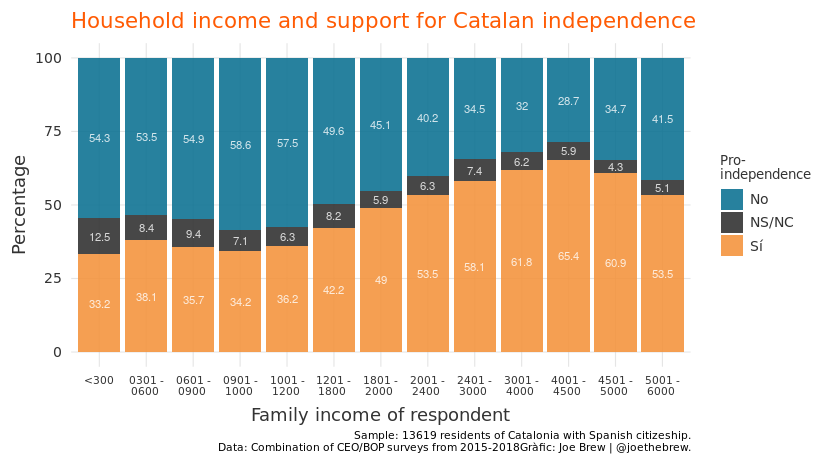 Household income and support for Catalan independence
100
75
50
25
0
Percentage
54.3 53.5 54.9 58.6 57.5 49.6 45.1 40.2 34.5 32 28.7 34.7 41.5
12.5 8.4 9.4 7.1 6.3 8.2 5.9 6.3 7.4 6.2 5.9 4.3 5.1
33.2 38.1 35.7 34.2 36.2 42.2 49 53.5 58.1 61.8 65.4 60.9 53.5
<300 0301 - 0601 - 0901 - 1001 - 1201 - 1801 - 2001 - 2401 - 3001 - 4001 - 4501 - 5001 -
0600 0900 1000 1200 1800 2000 2400 3000 4000 4500 5000 6000
Family income of respondent
Pro-
independence
No
NS/NC
Sí
Sample: 13619 residents of Catalonia with Spanish citizeship.
Data: Combination of CEO/BOP surveys from 2015-2018Gràfic: Joe Brew | @joethebrew.